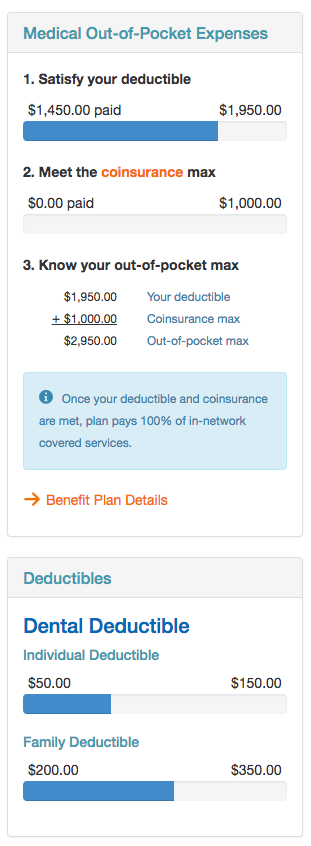 Medical Out-of-Pocket Expenses
1. Satisfy your deductible
$1,450.00 paid $1,950.00
2. Meet the coinsurance max
$0.00 paid $1,000.00
3. Know your out-of-pocket max
$1,950.00 Your deductible
+ $1,000.00 Coinsurance max
$2,950.00 Out-of-pocket max
Once your deductible and coinsurance
are met, plan pays 100% of in-network
covered services.
Benefit Plan Details
Deductibles
Dental Deductible
Individual Deductible
$50.00 $150.00
Family Deductible
$200.00 $350.00